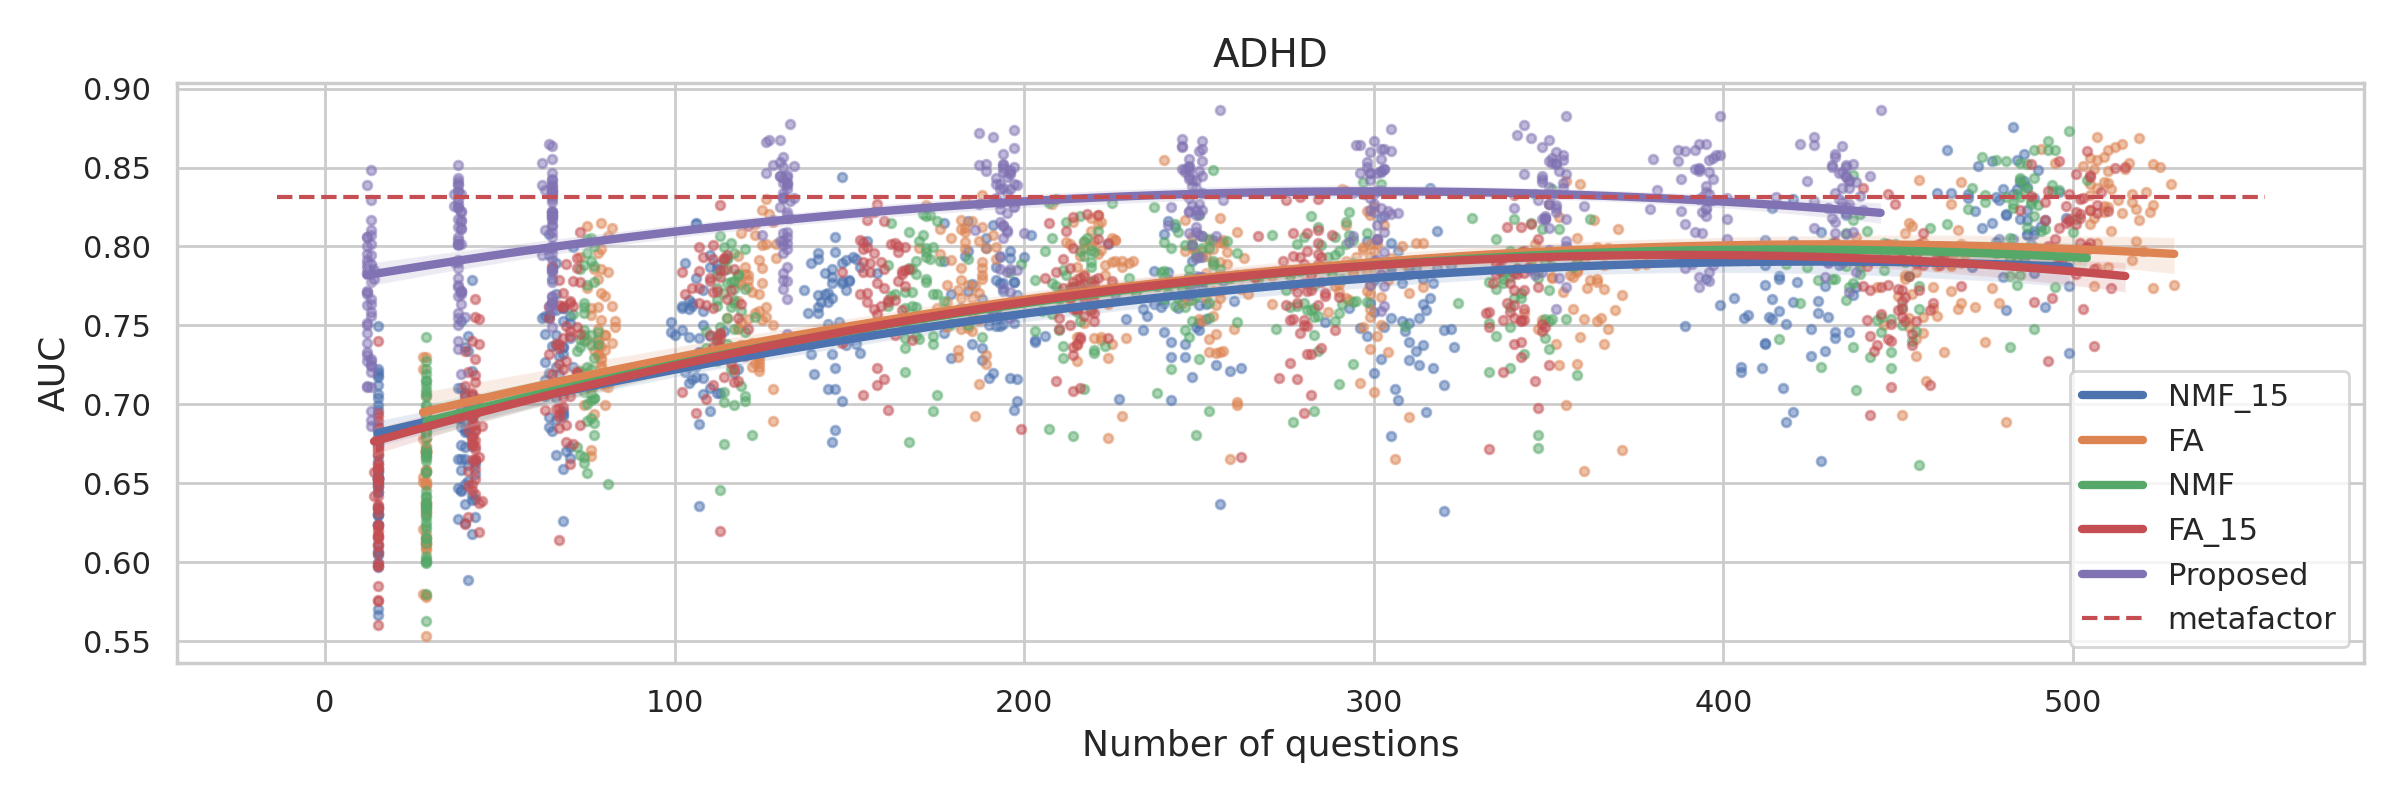 ADHD
AUC
0.90
0.85
0.80
0.75
0.70
0.65
0.60
0.55
0 100 200 300 400 500
Number of questions
NMF_15
FA
NMF
FA_15
Proposed
metafactor